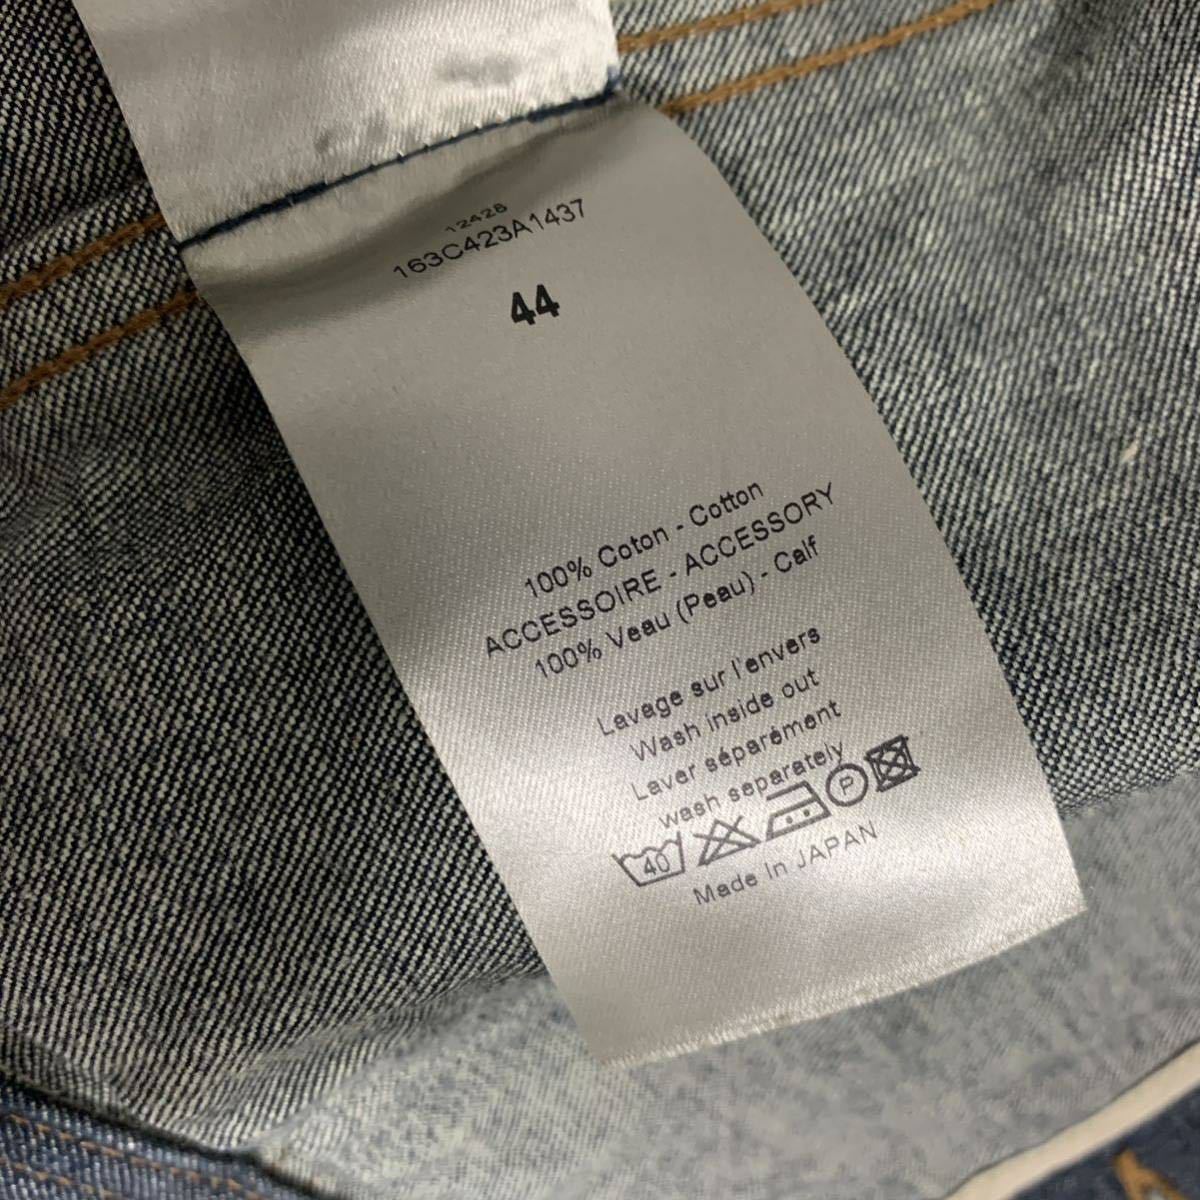 12428
163C423A1437
44
100% Coton - Cotton
ACCESSOIRE - ACCESSORY
100% Veau (Peau) - Calf
Lavage sur l'envers
Wash inside out
Laver séparément
wash separately
40 P
Made In JAPAN